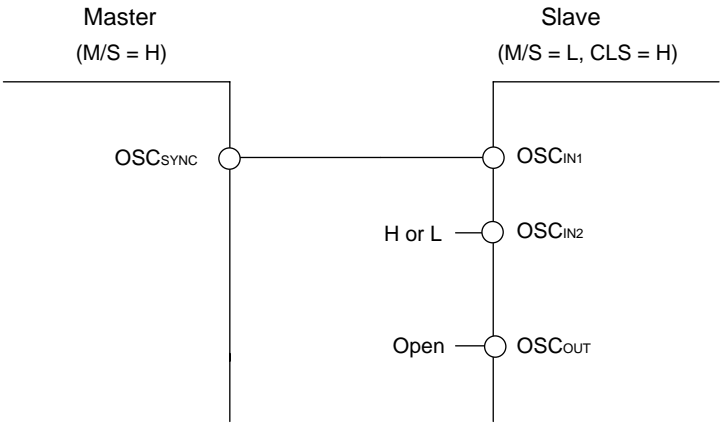 Master
(M/S = H)
Slave
(M/S = L, CLS = H)
OSCSYNC
OSCIN1
H or L
OSCIN2
Open
OSCOUT